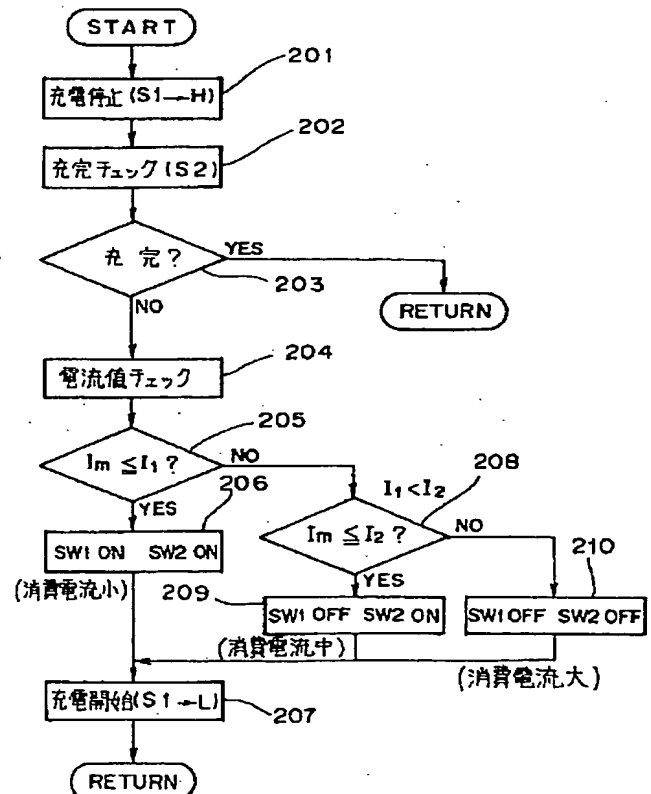 START
201
充電停止(S1→H)
202
充完チェック(S2)
充完?
YES
203
NO
RETURN
204
電流値チェック
205
Im≦I1?
NO
206
YES
I1<I2
208
Im≦I2?
NO
210
SW1 ON SW2 ON
(消費電流小)
YES
209
SW1 OFF SW2 ON
SW1 OFF SW2 OFF
(消費電流中)
(消費電流大)
充電開始(S1→L)
207
RETURN